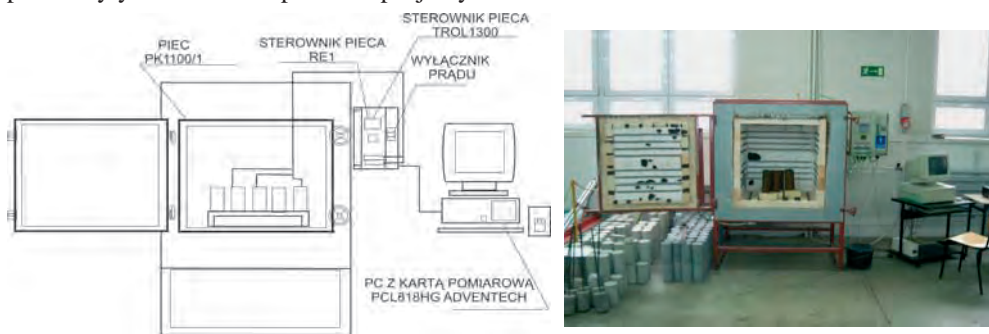 STEROWNIK PIECA
TROL1300
PIEC
PK1100/1
STEROWNIK PIECA
RE1
WYŁĄCZNIK
PRĄDU
PC Z KARTĄ POMIAROWA
PCL818HG ADVENTECH